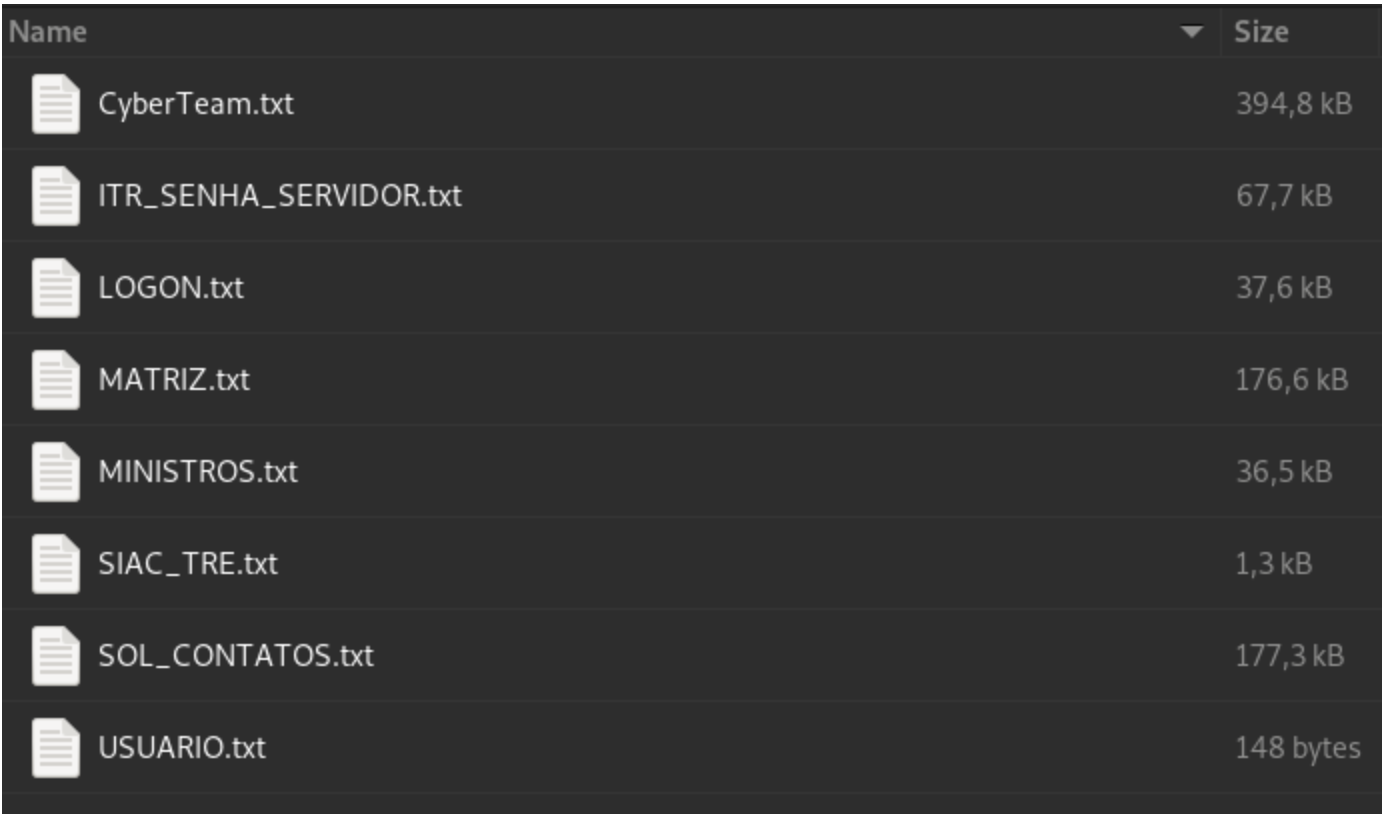 Name Size
CyberTeam.txt 394,8 kB
ITR_SENHA_SERVIDOR.txt 67,7 kB
LOGON.txt 37,6 kB
MATRIZ.txt 176,6 kB
MINISTROS.txt 36,5 kB
SIAC_TRE.txt 1,3 kB
SOL_CONTATOS.txt 177,3 kB
USUARIO.txt 148 bytes